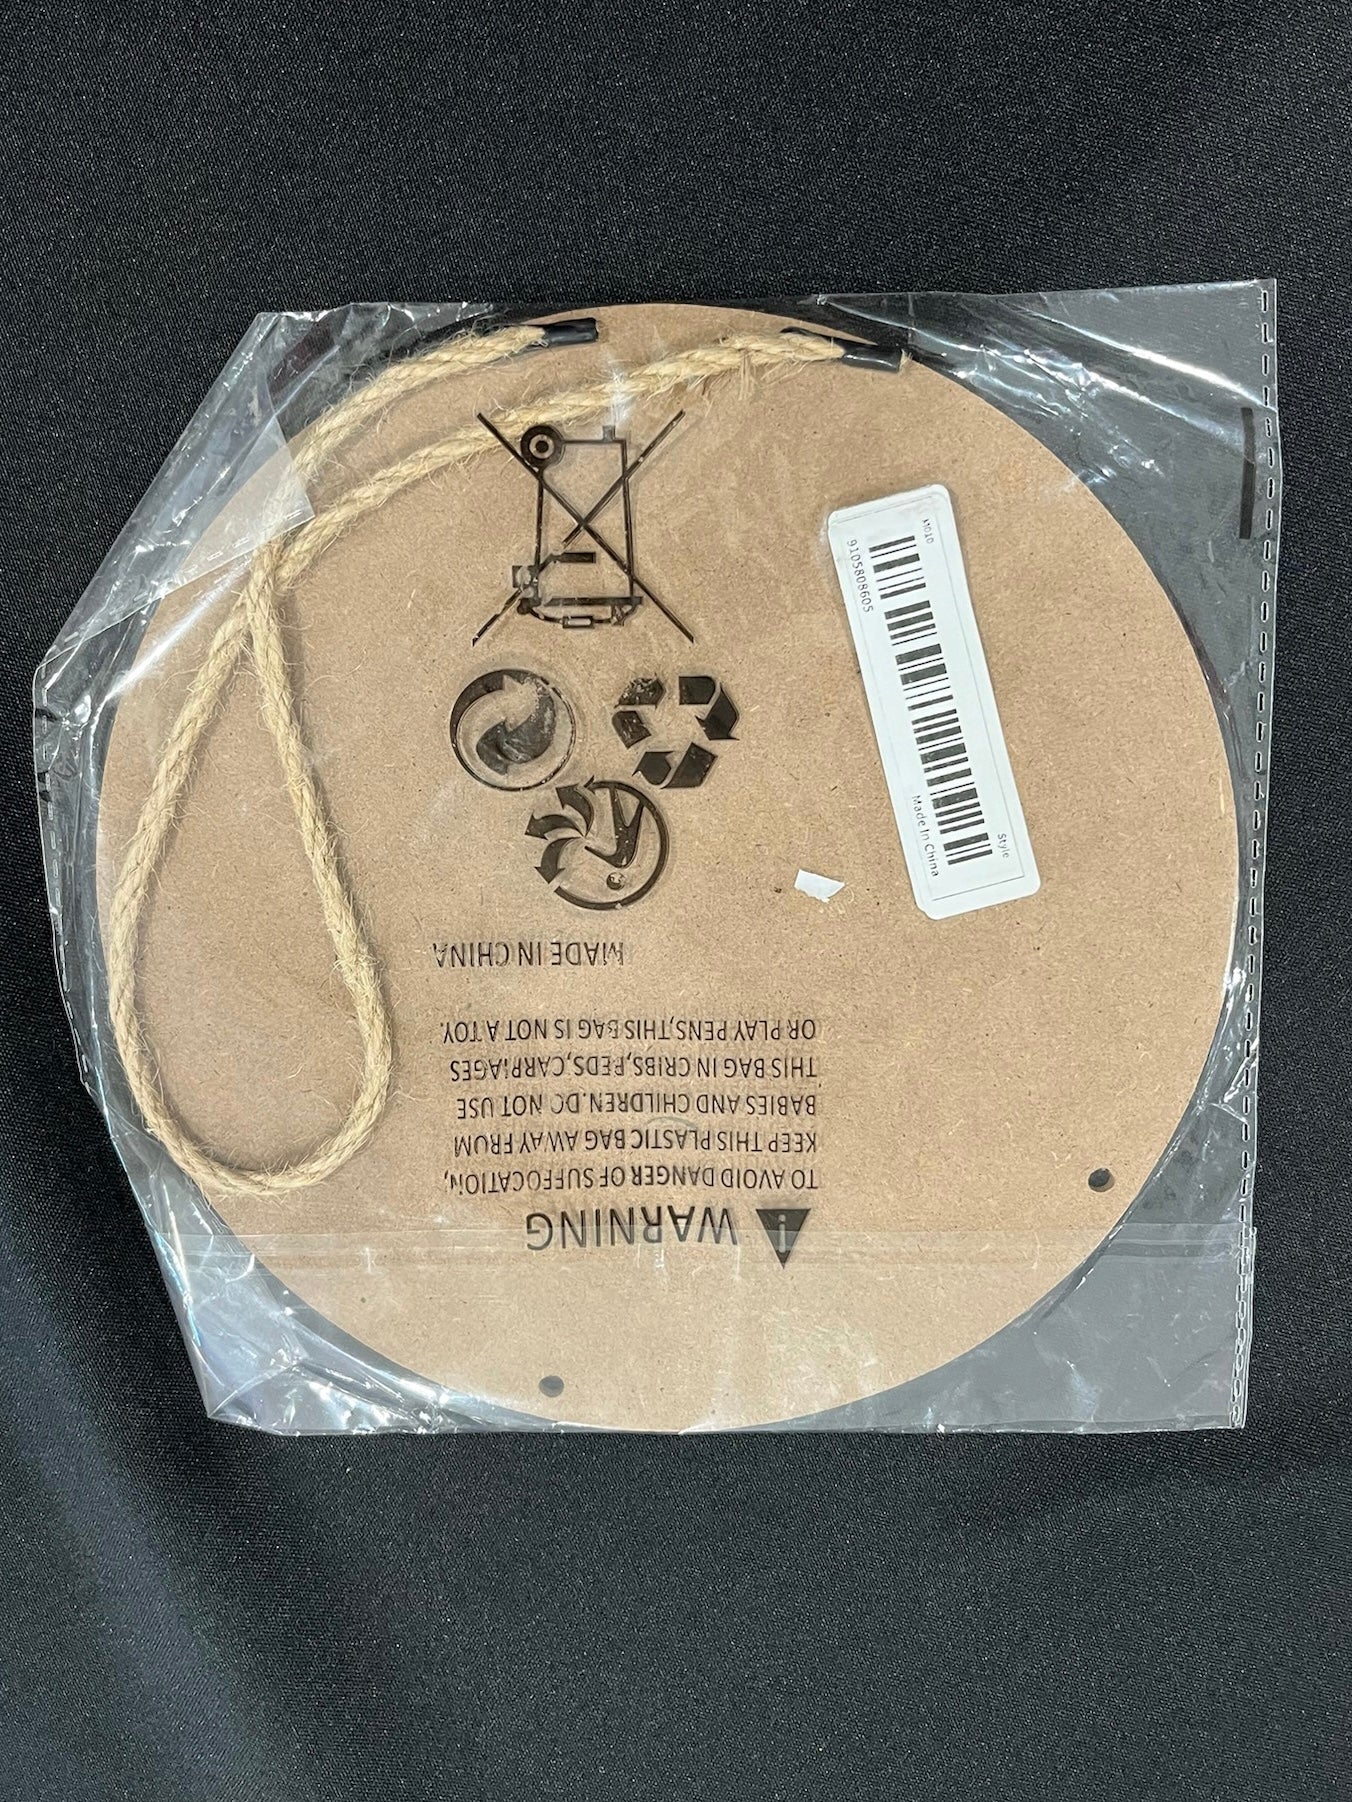 WARNING
TO AVOID DANGER OF SUFFOCATION,
KEEP THIS PLASTIC BAG AWAY FROM
BABIES AND CHILDREN.DO NOT USE
THIS BAG IN CRIBS,BEDS,CARRIAGES
OR PLAY PENS,THIS BAG IS NOT A TOY.
MADE IN CHINA
9105808605
Style
Made In China